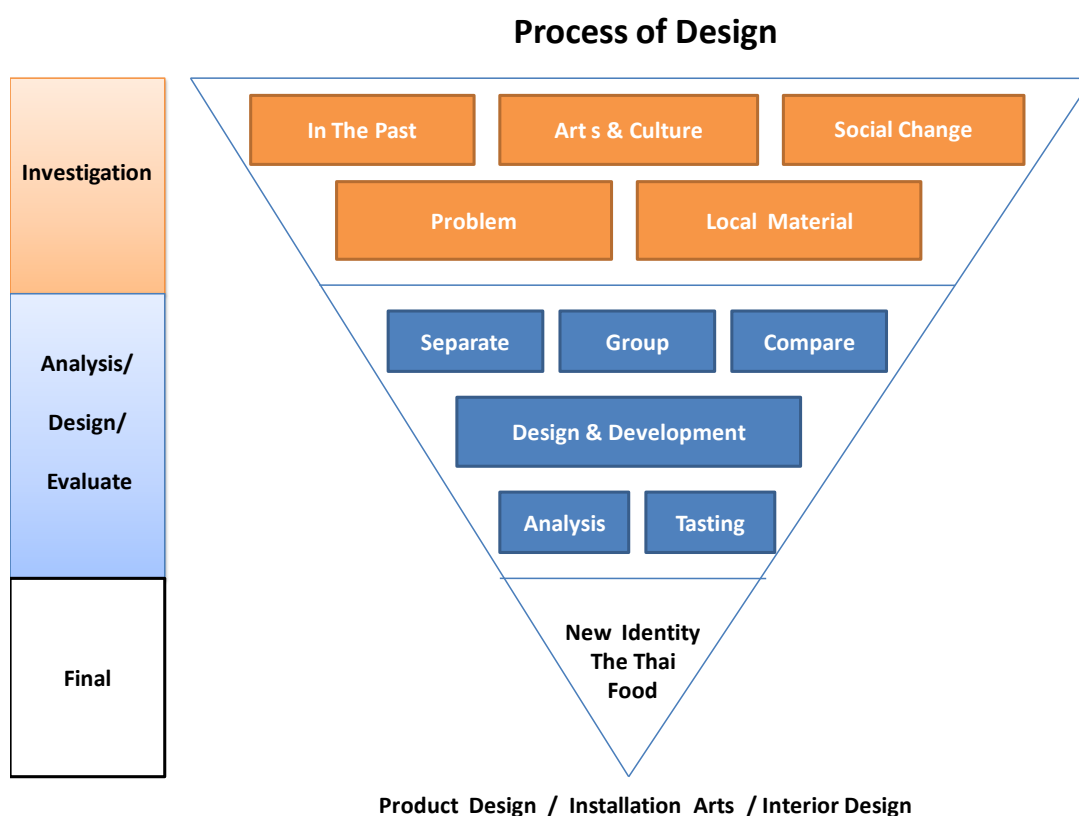 Process of Design
Investigation
In The Past
Art s & Culture
Social Change
Problem
Local Material
Analysis/
Design/
Evaluate
Separate
Group
Compare
Design & Development
Analysis
Tasting
Final
New Identity
The Thai
Food
Product Design / Installation Arts / Interior Design